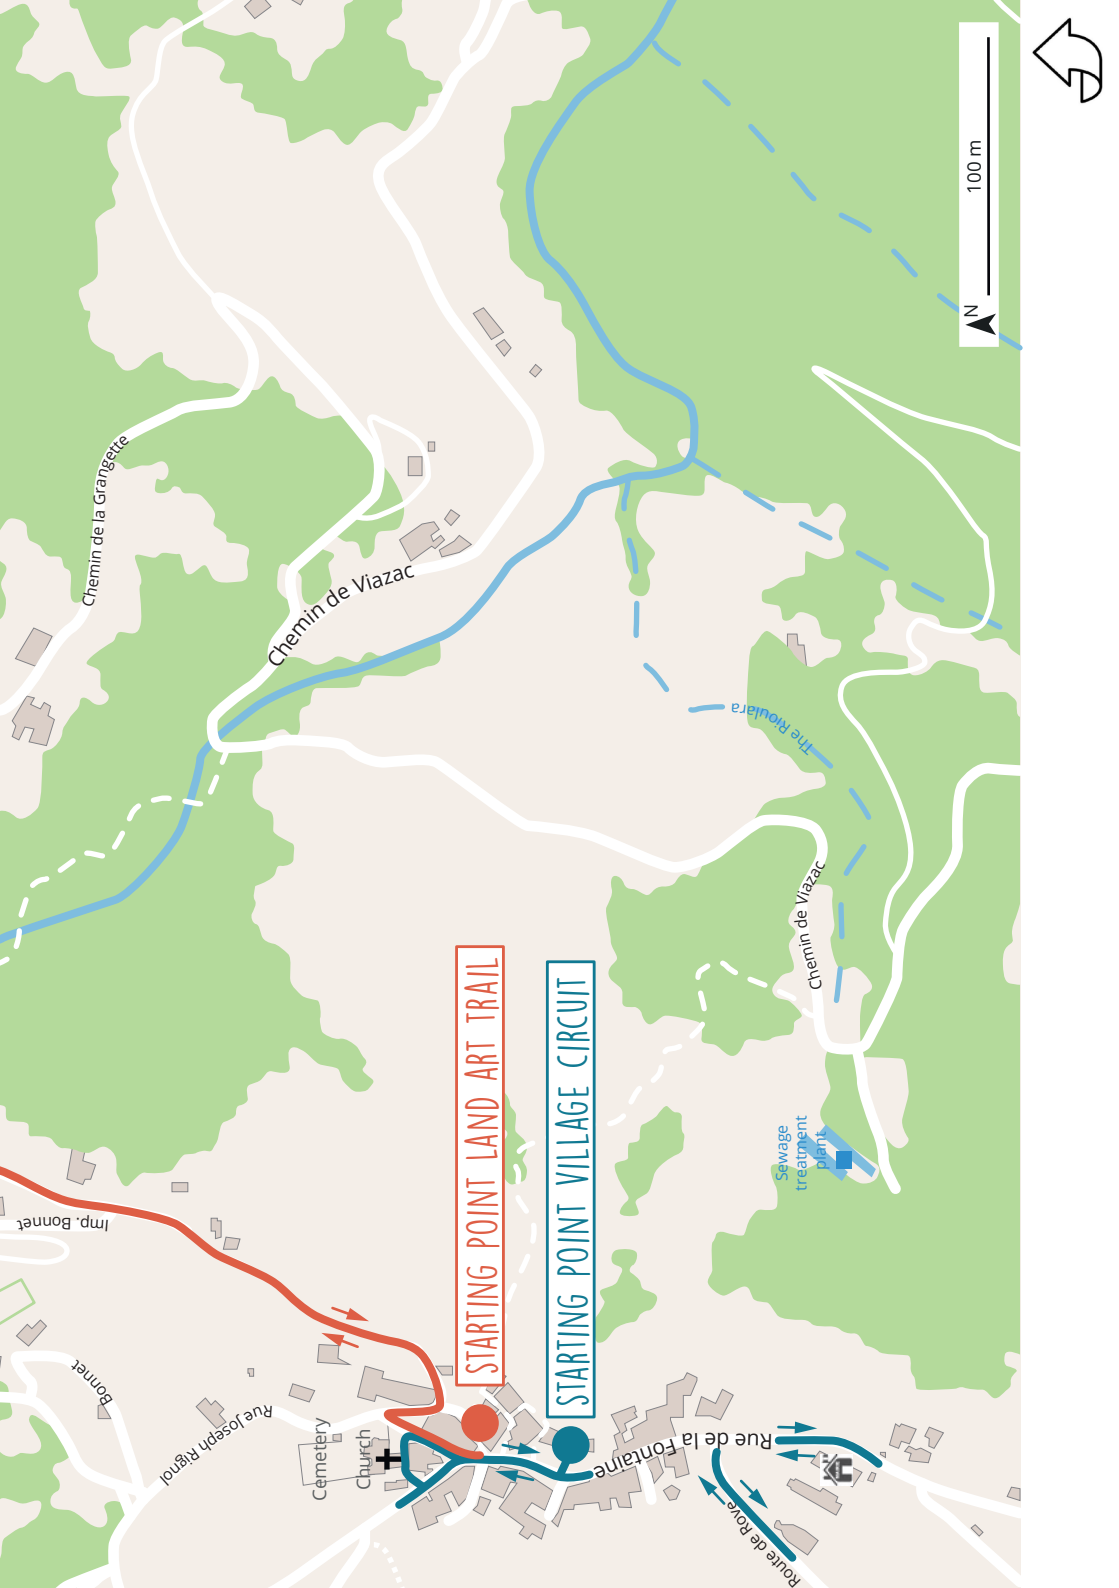 100 m
N
Chemin de la Grangette
Chemin de Viazac
The Rioulara
Chemin de Viazac
Sewage
treatment
plant
STARTING POINT LAND ART TRAIL
STARTING POINT VILLAGE CIRCUIT
Imp. Bonnet
Bonnet
Rue Joseph Rignol
Cemetery
Church
Rue de la Fontaine
Route de Rove